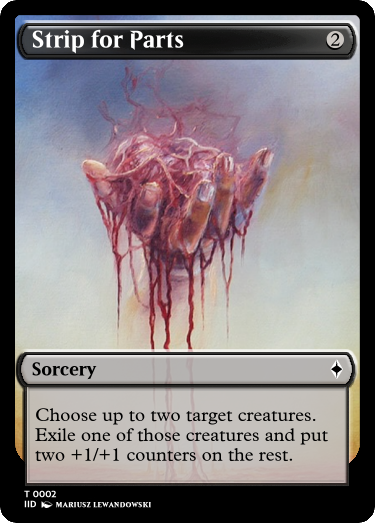 Strip for Parts
2
Sorcery
Choose up to two target creatures.
Exile one of those creatures and put
two +1/+1 counters on the rest.
T 0002
IID MARIUSZ LEWANDOWSKI